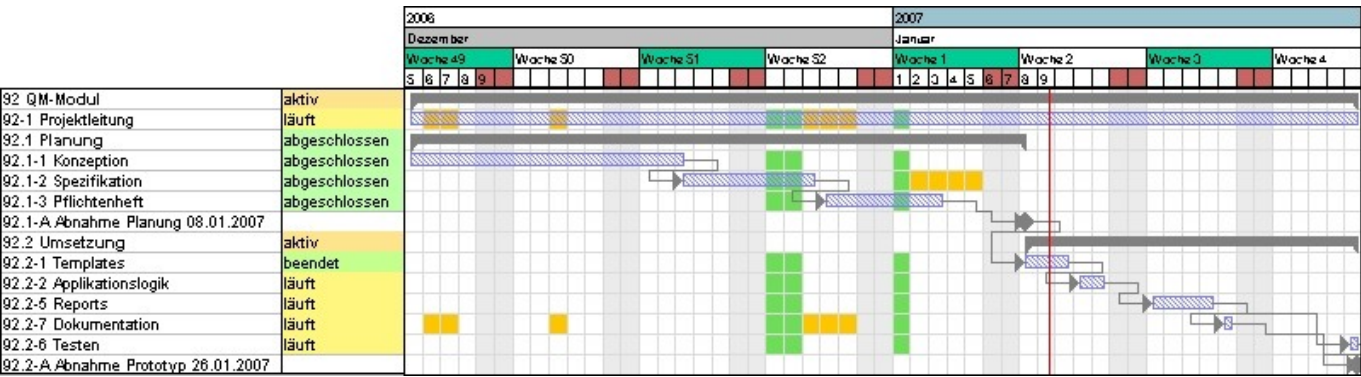 2006 2007
Dezember Januar
Woche 49 Woche 50 Woche 51 Woche 52 Woche 1 Woche 2 Woche 3 Woche 4
5 6 7 8 9 1 2 3 4 5 6 7 8 9
92 QM-Modul aktiv
92-1 Projektleitung läuft
92.1 Planung abgeschlossen
92.1-1 Konzeption abgeschlossen
92.1-2 Spezifikation abgeschlossen
92.1-3 Pflichtenheft abgeschlossen
92.1-A Abnahme Planung 08.01.2007
92.2 Umsetzung aktiv
92.2-1 Templates beendet
92.2-2 Applikationslogik läuft
92.2-5 Reports läuft
92.2-7 Dokumentation läuft
92.2-6 Testen läuft
92.2-A Abnahme Prototyp 26.01.2007